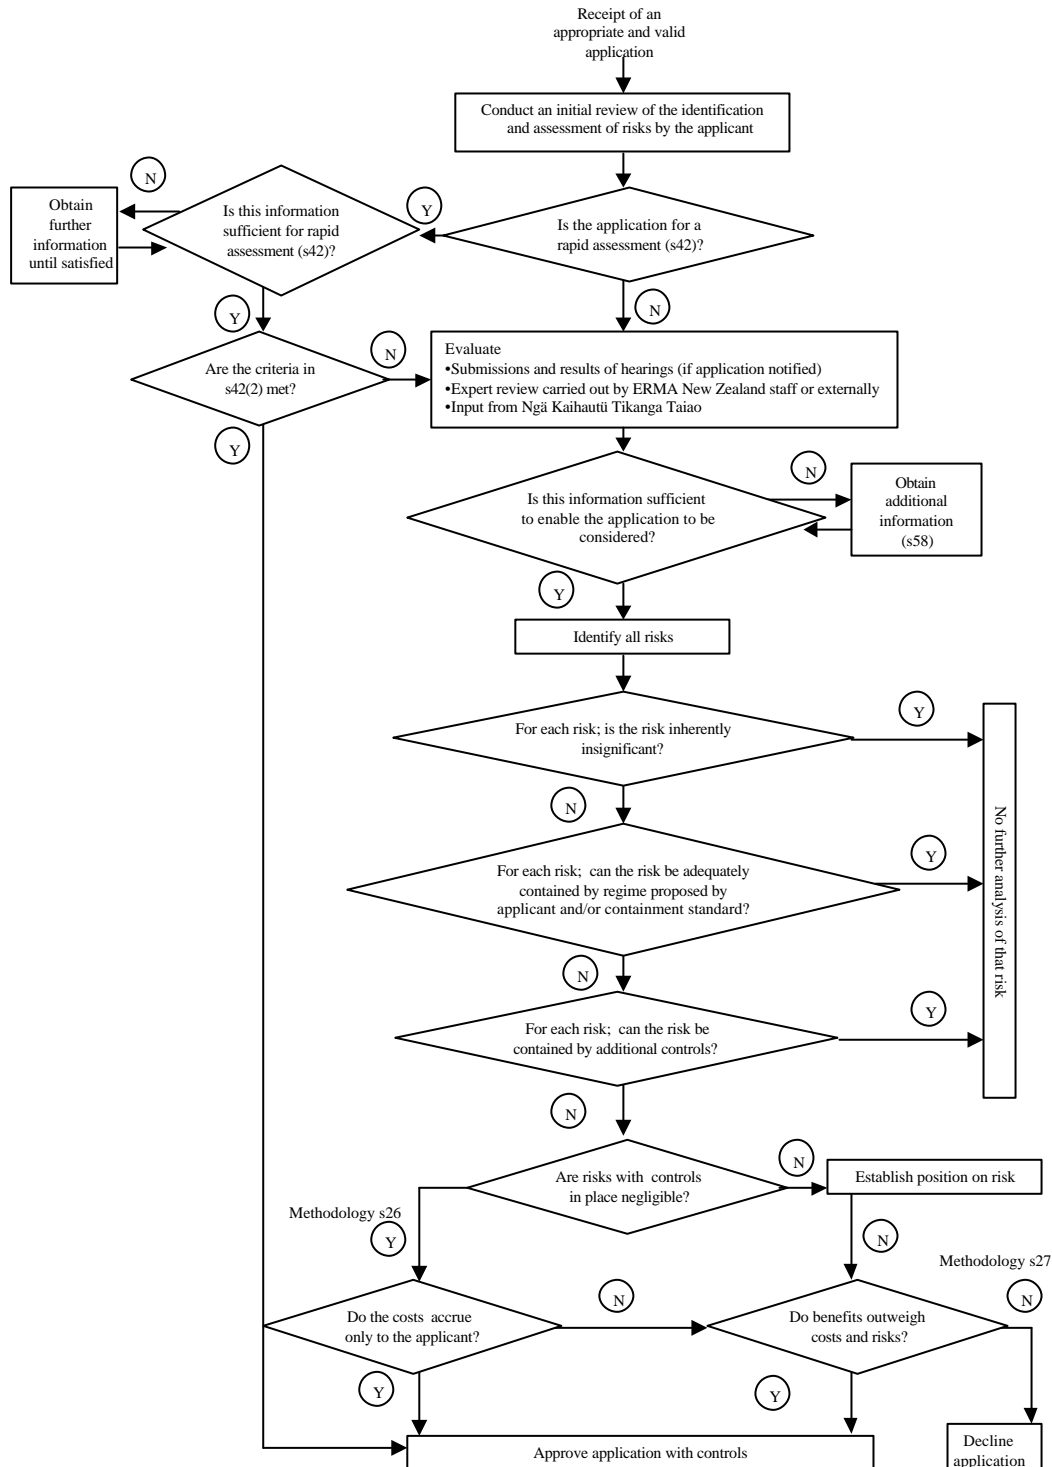 Receipt of an
appropriate and valid
application
Conduct an initial review of the identification
and assessment of risks by the applicant
N
Obtain
further
information
until satisfied
Is this information
sufficient for rapid
assessment (s42)?
Y
Is the application for a
rapid assessment (s42)?
Y
N
Are the criteria in
s42(2) met?
N
Evaluate
•Submissions and results of hearings (if application notified)
•Expert review carried out by ERMA New Zealand staff or externally
•Input from Ngä Kaihautü Tikanga Taiao
Y
Is this information sufficient
to enable the application to be
considered?
N
Obtain
additional
information
(s58)
Y
Identify all risks
For each risk; is the risk inherently
insignificant?
Y
N
For each risk; can the risk be adequately
contained by regime proposed by
applicant and/or containment standard?
Y
No further analysis of that risk
N
For each risk; can the risk be
contained by additional controls?
Y
N
Are risks with controls
in place negligible?
N
Establish position on risk
Methodology s26
Y
N
Methodology s27
Do the costs accrue
only to the applicant?
N
Do benefits outweigh
costs and risks?
N
Y
Y
Approve application with controls
Decline
application